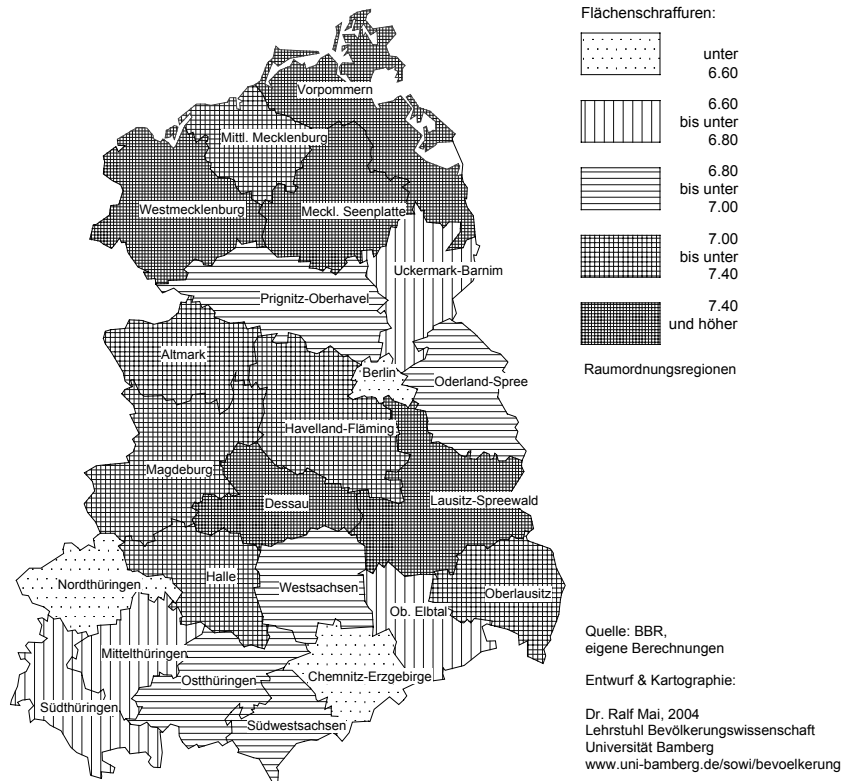 Flächenschraffuren:
unter
6.60
6.60
bis unter
6.80
6.80
bis unter
7.00
7.00
bis unter
7.40
7.40
und höher
Raumordnungsregionen
Vorpommern
Mittl. Mecklenburg
Westmecklenburg
Meckl. Seenplatte
Uckermark-Barnim
Prignitz-Oberhavel
Altmark
Berlin
Oderland-Spree
Havelland-Fläming
Magdeburg
Dessau
Lausitz-Spreewald
Nordthüringen
Halle
Westsachsen
Ob. Elbtal
Oberlausitz
Mittelthüringen
Ostthüringen
Chemnitz-Erzgebirge
Südthüringen
Südwestsachsen
Quelle: BBR,
eigene Berechnungen
Entwurf & Kartographie:
Dr. Ralf Mai, 2004
Lehrstuhl Bevölkerungswissenschaft
Universität Bamberg
www.uni-bamberg.de/sowi/bevoelkerung